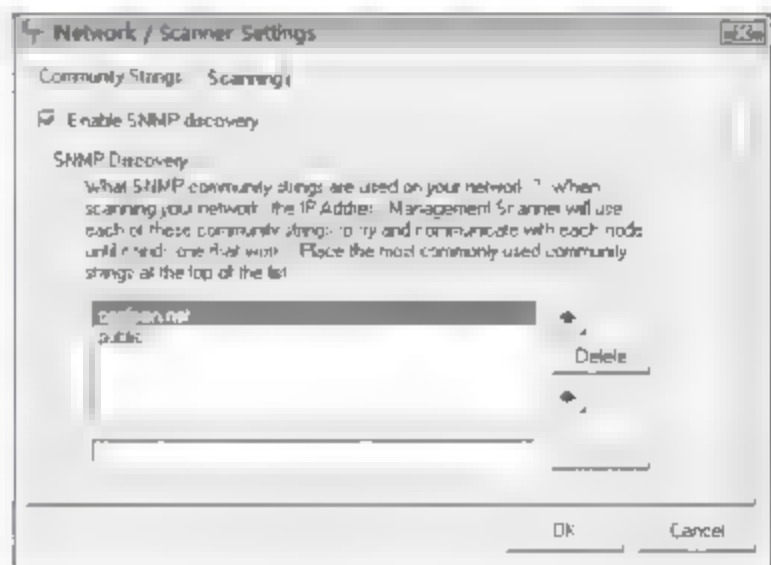 Network / Scanner Settings
Community Strings Scanning
Enable SNMP discovery
SNMP Discovery
What SNMP community strings are used on your network ? When
scanning your network the IP Address Management Scanner will use
each of these community strings to try and communicate with each node
until it finds one that works. Place the most commonly used community
strings at the top of the list
public
Delete
OK Cancel